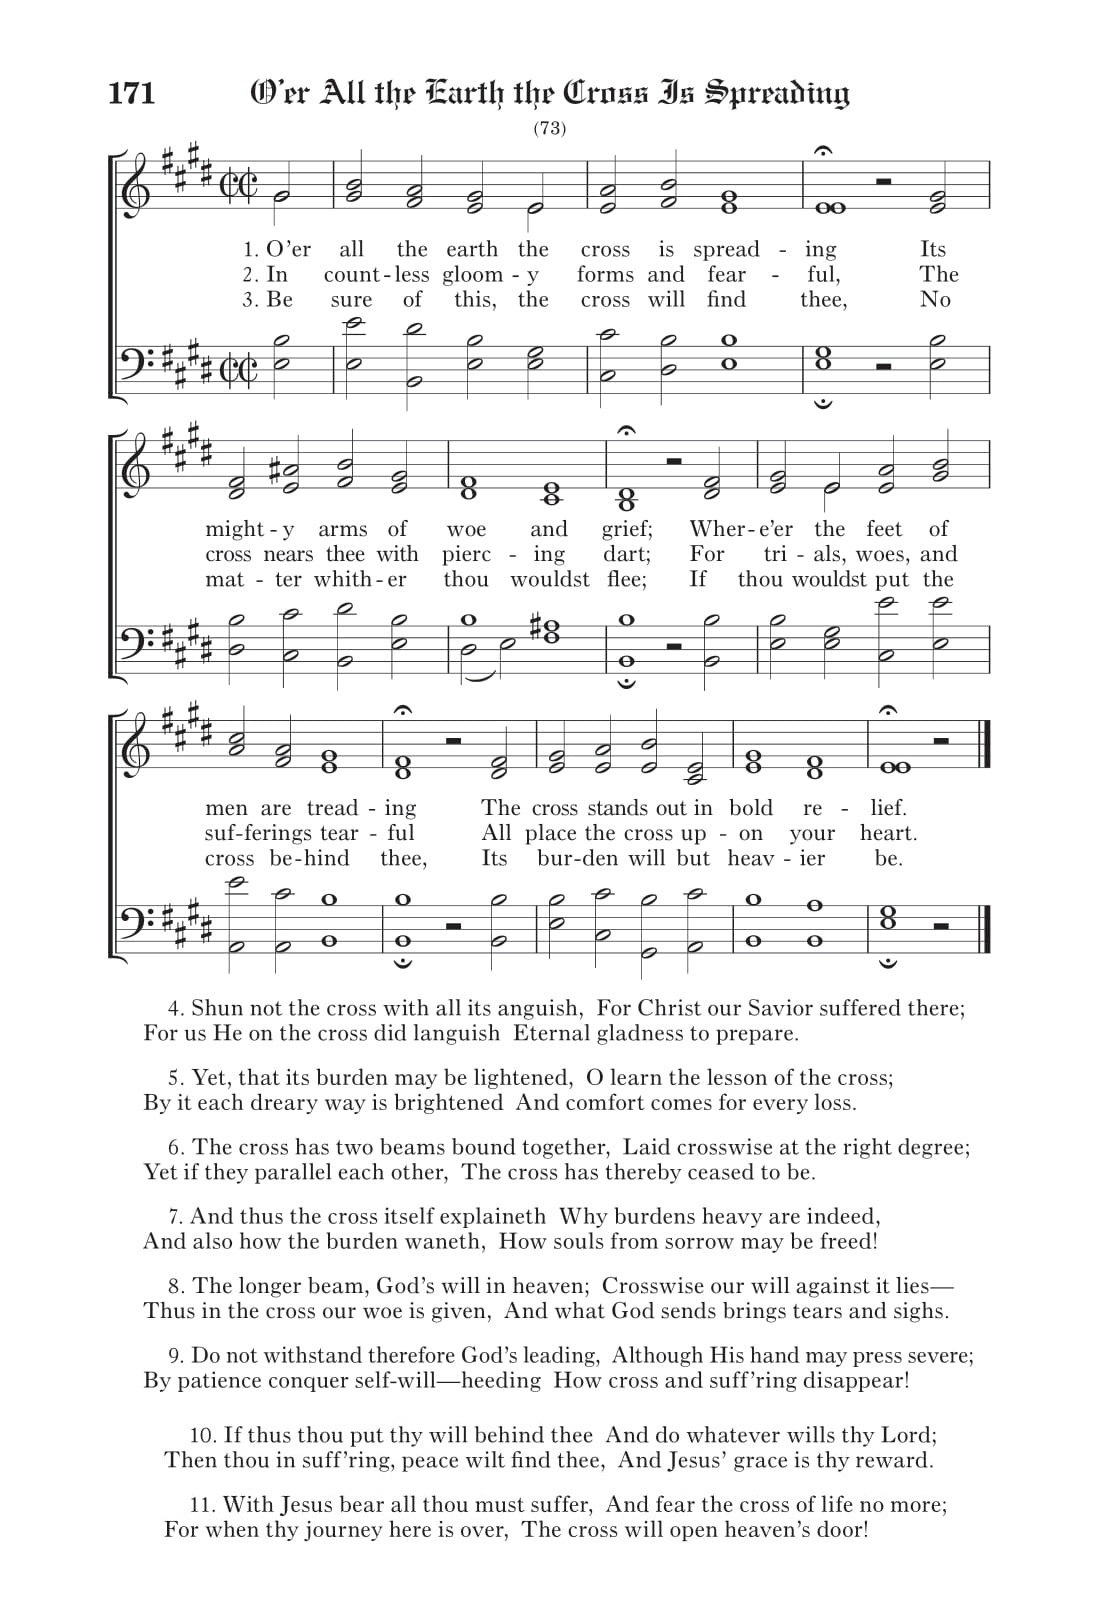 171 O'er All the Earth the Cross Is Spreading
(73)
1. O'er all the earth the cross is spread - ing Its
2. In count - less gloom - y forms and fear - ful, The
3. Be sure of this, the cross will find thee, No
might - y arms of woe and grief; Wher - e'er the feet of
cross nears thee with pierc - ing dart; For tri - als, woes, and
mat - ter whith - er thou wouldst flee; If thou wouldst put the
men are tread - ing The cross stands out in bold re - lief.
suf-ferings tear - ful All place the cross up - on your heart.
cross be-hind thee, Its bur-den will but heav - ier be.
4. Shun not the cross with all its anguish, For Christ our Savior suffered there;
For us He on the cross did languish Eternal gladness to prepare.
5. Yet, that its burden may be lightened, O learn the lesson of the cross;
By it each dreary way is brightened And comfort comes for every loss.
6. The cross has two beams bound together, Laid crosswise at the right degree;
Yet if they parallel each other, The cross has thereby ceased to be.
7. And thus the cross itself explaineth Why burdens heavy are indeed,
And also how the burden waneth, How souls from sorrow may be freed!
8. The longer beam, God's will in heaven; Crosswise our will against it lies—
Thus in the cross our woe is given, And what God sends brings tears and sighs.
9. Do not withstand therefore God's leading, Although His hand may press severe;
By patience conquer self-will—heeding How cross and suff'ring disappear!
10. If thus thou put thy will behind thee And do whatever wills thy Lord;
Then thou in suff'ring, peace wilt find thee, And Jesus' grace is thy reward.
11. With Jesus bear all thou must suffer, And fear the cross of life no more;
For when thy journey here is over, The cross will open heaven's door!